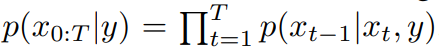 p(x_{0:T}|y) = ∏_{t=1}^{T} p(x_{t−1}|x_t, y)